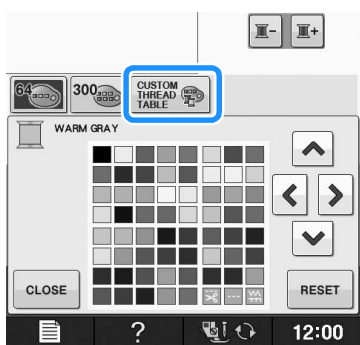 64
300
CUSTOM
THREAD
TABLE
WARM GRAY
CLOSE
RESET
?
12:00